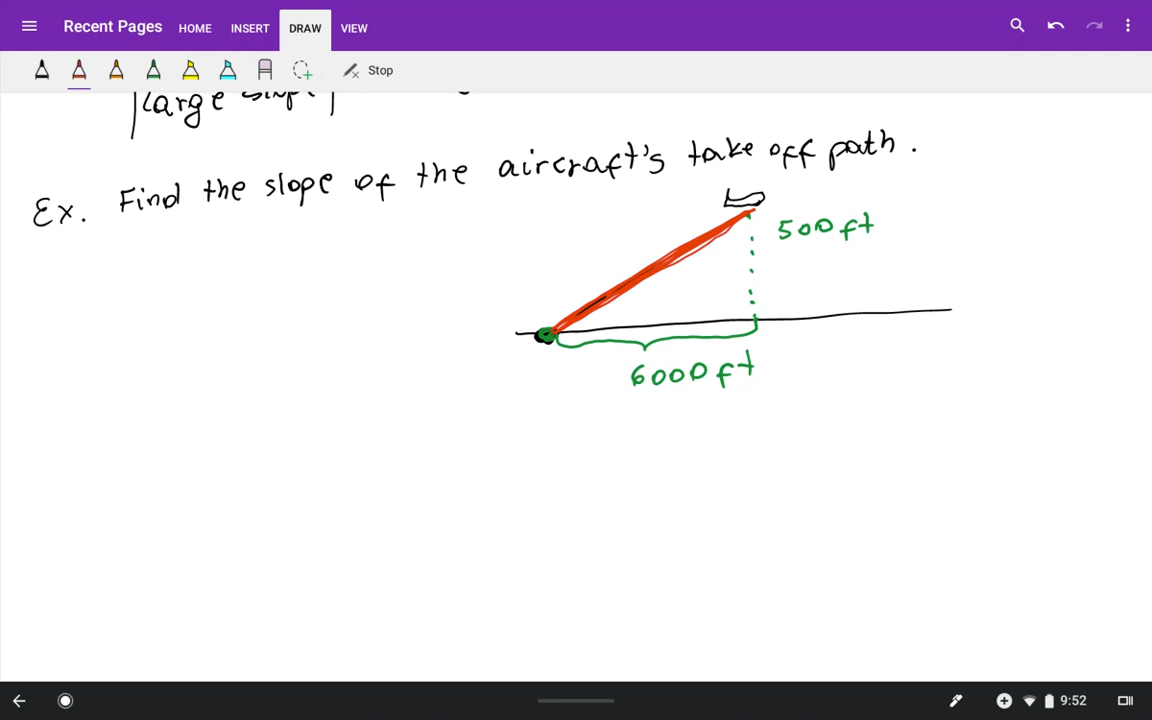 Recent Pages HOME INSERT DRAW VIEW
Stop
large slope
Ex. Find the slope of the aircraft's take off path.
500 ft
6000 ft
9:52